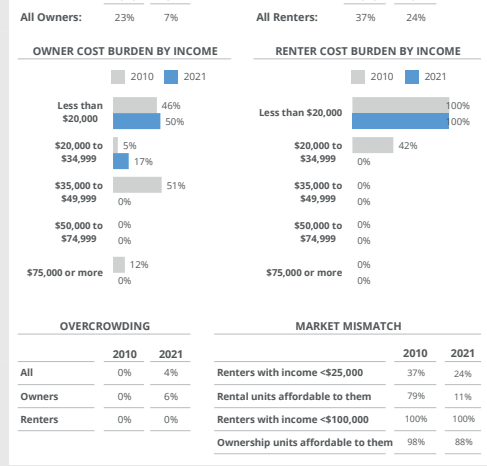 All Owners: 23% 7%
All Renters: 37% 24%
OWNER COST BURDEN BY INCOME
2010 2021
Less than
$20,000
46%
50%
$20,000 to
$34,999
5%
17%
$35,000 to
$49,999
51%
0%
$50,000 to
$74,999
0%
0%
$75,000 or more
12%
0%
RENTER COST BURDEN BY INCOME
2010 2021
Less than $20,000
100%
100%
$20,000 to
$34,999
42%
0%
$35,000 to
$49,999
0%
0%
$50,000 to
$74,999
0%
0%
$75,000 or more
0%
0%
OVERCROWDING
2010 2021
All 0% 4%
Owners 0% 6%
Renters 0% 0%
MARKET MISMATCH
2010 2021
Renters with income <$25,000 37% 24%
Rental units affordable to them 79% 11%
Renters with income <$100,000 100% 100%
Ownership units affordable to them 98% 88%